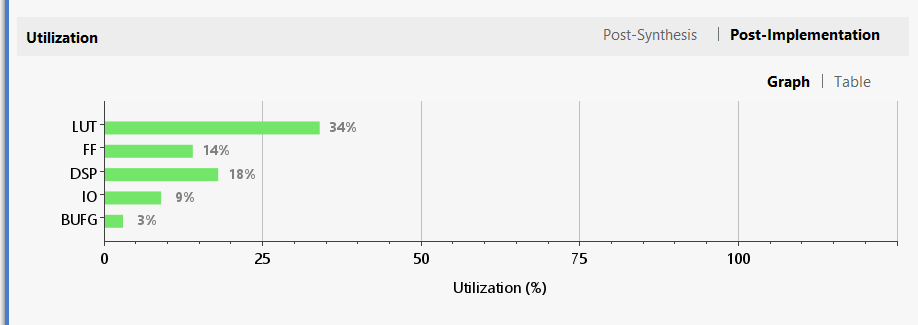 Utilization
Post-Synthesis | Post-Implementation
Graph | Table
LUT 34%
FF 14%
DSP 18%
IO 9%
BUFG 3%
0 25 50 75 100
Utilization (%)